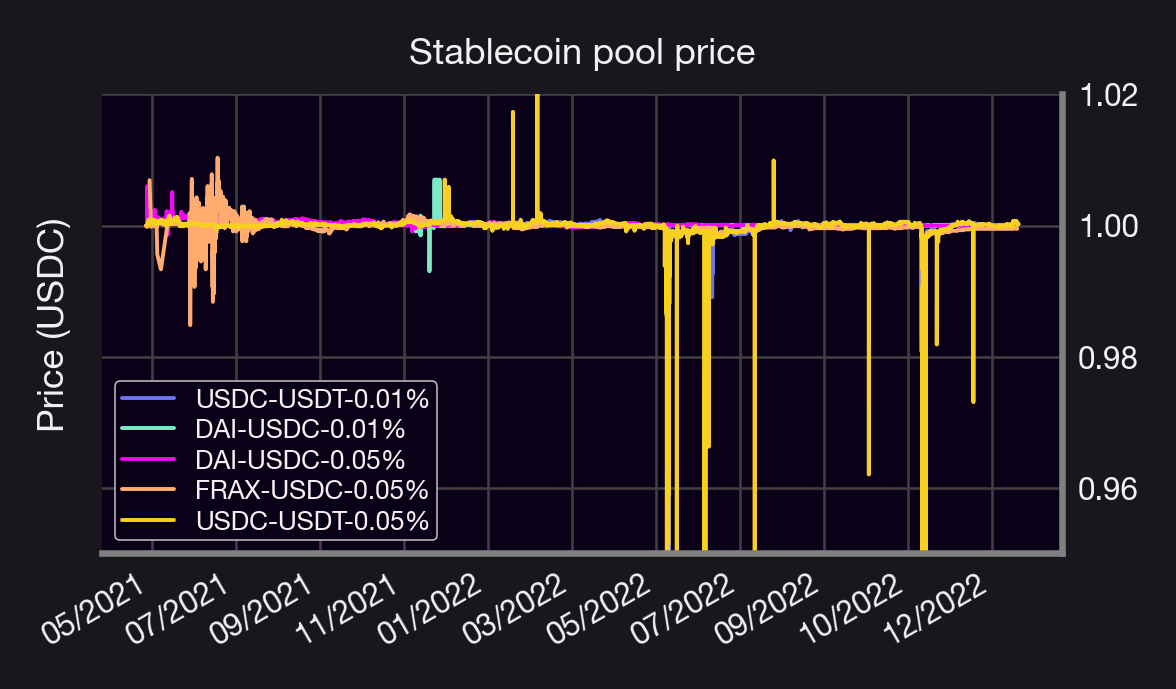 Stablecoin pool price
Price (USDC)
1.02
1.00
0.98
0.96
USDC-USDT-0.01%
DAI-USDC-0.01%
DAI-USDC-0.05%
FRAX-USDC-0.05%
USDC-USDT-0.05%
05/2021
07/2021
09/2021
11/2021
01/2022
03/2022
05/2022
07/2022
09/2022
10/2022
12/2022